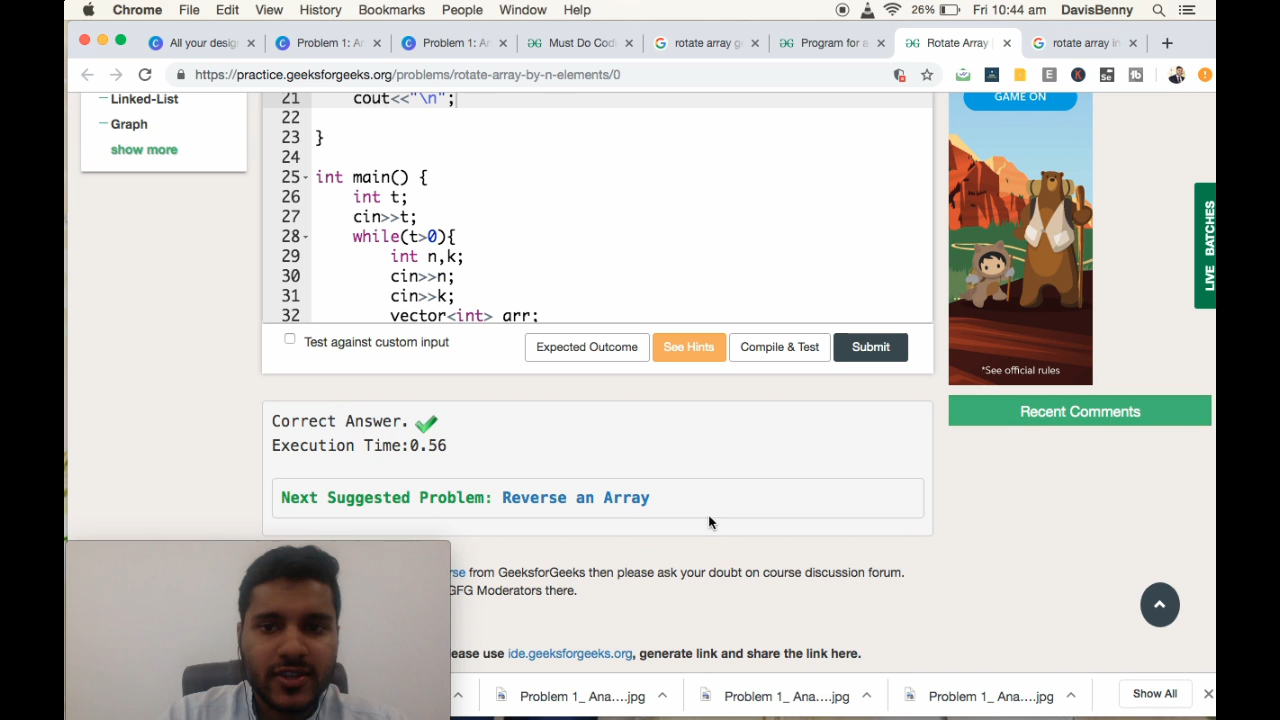 Chrome File Edit View History Bookmarks People Window Help 26% Fri 10:44 am DavisBenny
All your desig Problem 1: Ar Problem 1: Ar Must Do Codi rotate array ge Program for a Rotate Array rotate array in
https://practice.geeksforgeeks.org/problems/rotate-array-by-n-elements/0
Linked-List
Graph
show more
21 cout<<"\n";
22
23 }
24
25 int main() {
26 int t;
27 cin>>t;
28 while(t>0){
29 int n,k;
30 cin>>n;
31 cin>>k;
32 vector<int> arr;
Test against custom input
Expected Outcome See Hints Compile & Test Submit
GAME ON
*See official rules
LIVE BATCHES
Recent Comments
Correct Answer.
Execution Time:0.56
Next Suggested Problem: Reverse an Array
rse from GeeksforGeeks then please ask your doubt on course discussion forum.
GFG Moderators there.
ease use ide.geeksforgeeks.org, generate link and share the link here.
Problem 1_ Ana....jpg Problem 1_ Ana....jpg Problem 1_ Ana....jpg Show All